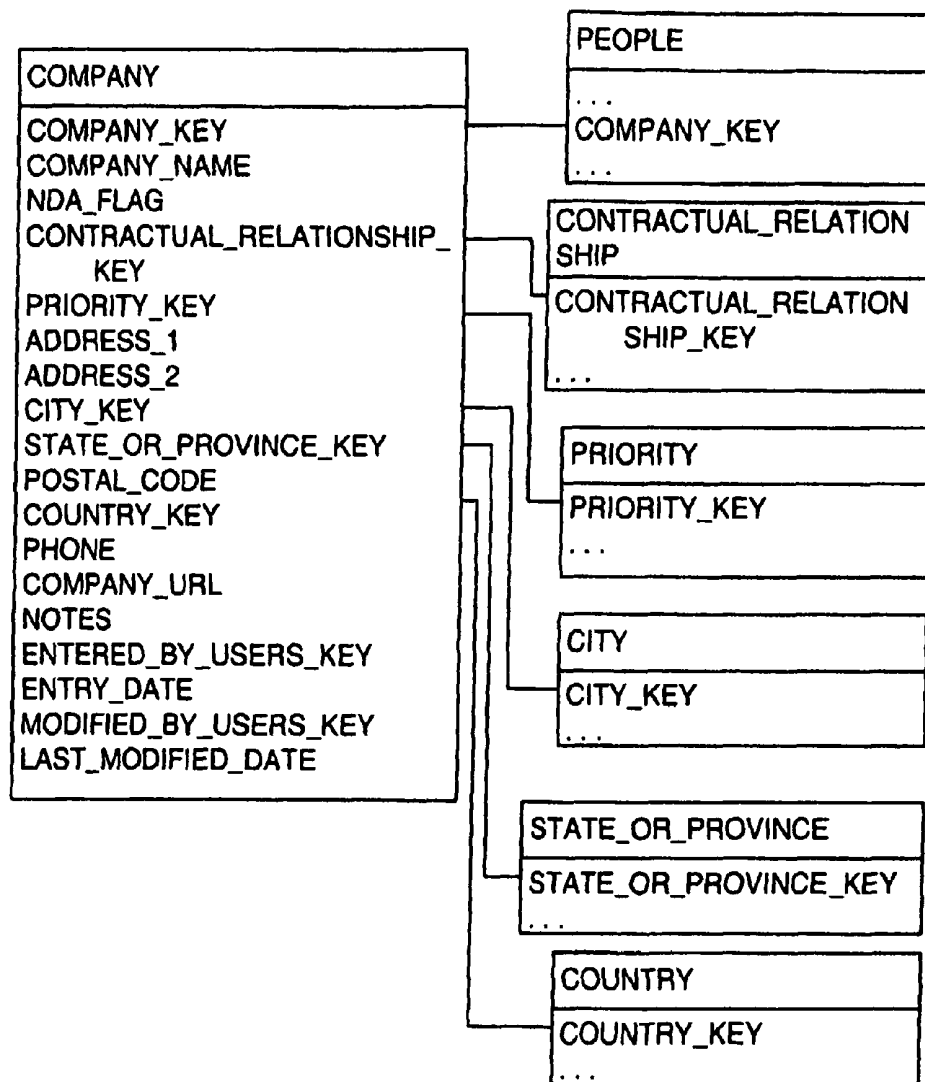 COMPANY
COMPANY_KEY
COMPANY_NAME
NDA_FLAG
CONTRACTUAL_RELATIONSHIP_
KEY
PRIORITY_KEY
ADDRESS_1
ADDRESS_2
CITY_KEY
STATE_OR_PROVINCE_KEY
POSTAL_CODE
COUNTRY_KEY
PHONE
COMPANY_URL
NOTES
ENTERED_BY_USERS_KEY
ENTRY_DATE
MODIFIED_BY_USERS_KEY
LAST_MODIFIED_DATE
PEOPLE
. . .
COMPANY_KEY
. . .
CONTRACTUAL_RELATION
SHIP
CONTRACTUAL_RELATION
SHIP_KEY
. . .
PRIORITY
PRIORITY_KEY
. . .
CITY
CITY_KEY
. . .
STATE_OR_PROVINCE
STATE_OR_PROVINCE_KEY
. . .
COUNTRY
COUNTRY_KEY
. . .